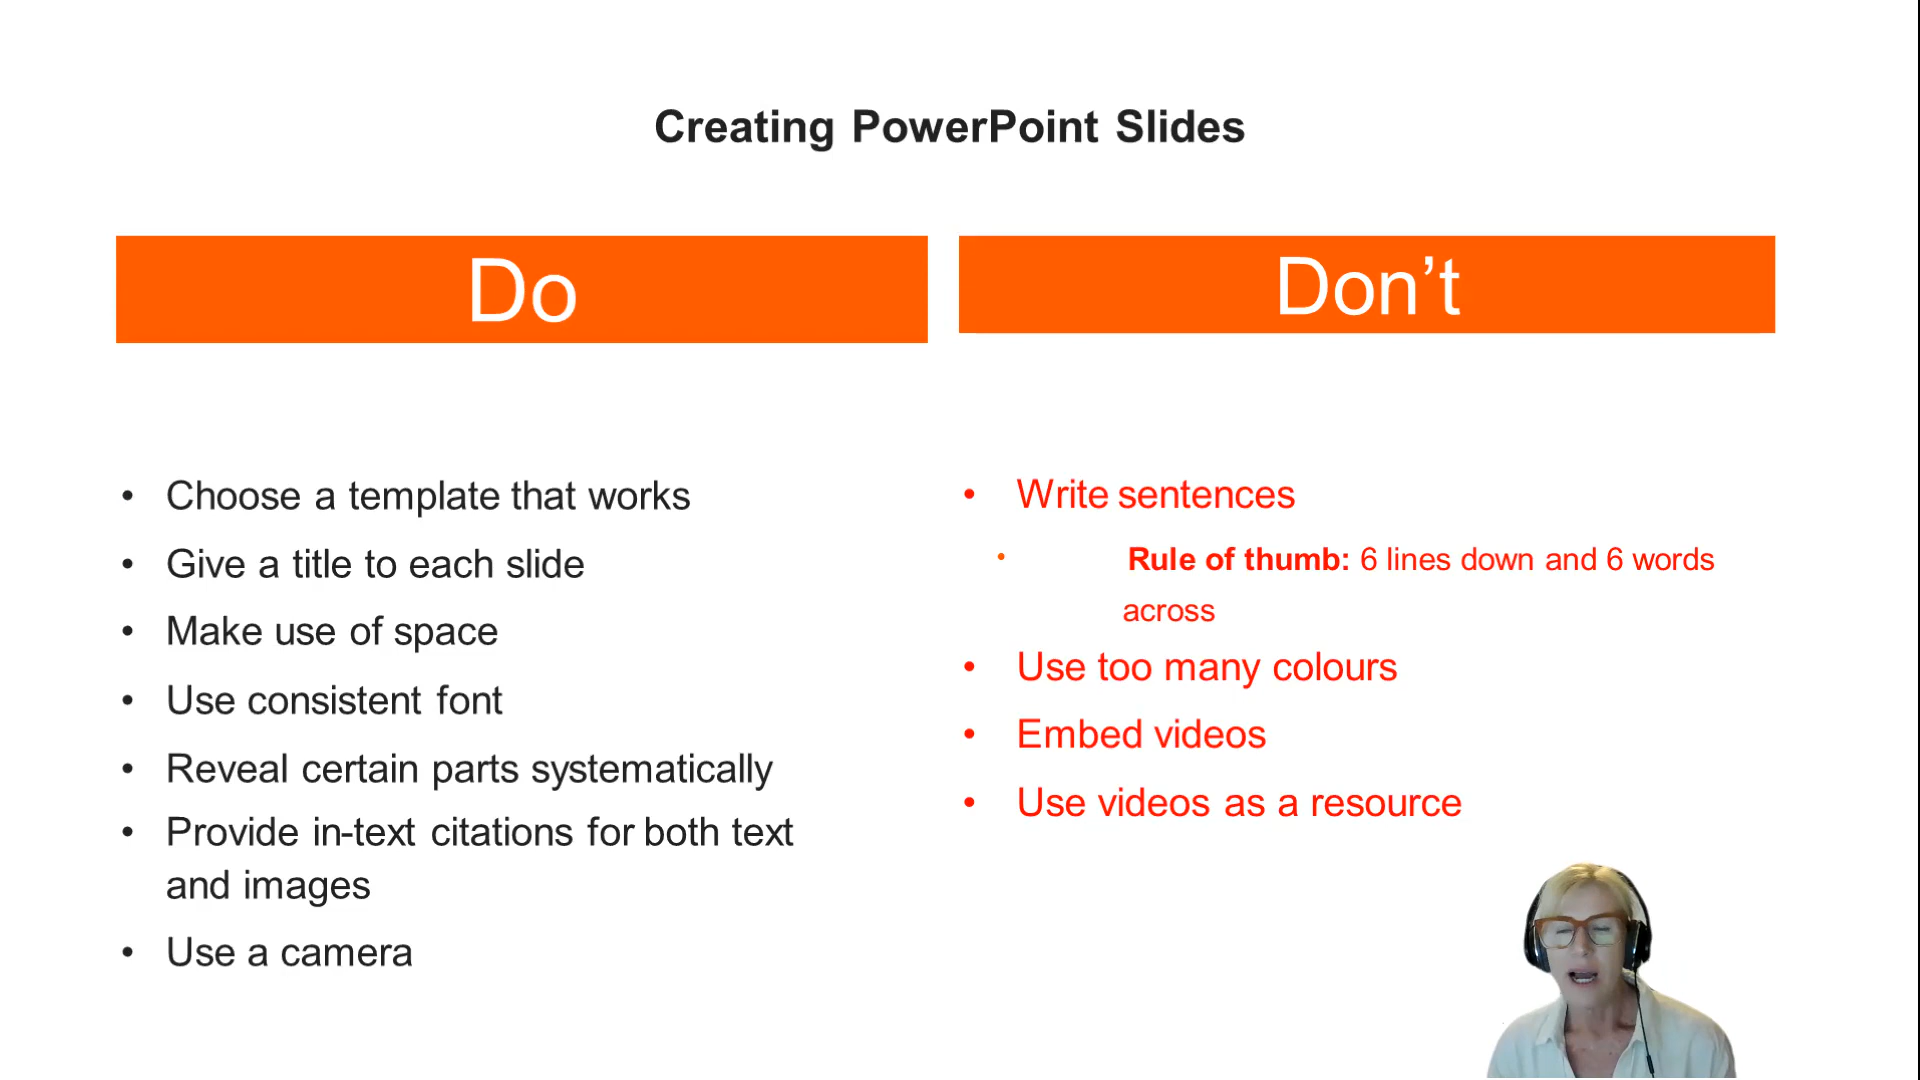 Creating PowerPoint Slides
Do
• Choose a template that works
• Give a title to each slide
• Make use of space
• Use consistent font
• Reveal certain parts systematically
• Provide in-text citations for both text
and images
• Use a camera
Don’t
• Write sentences
• Rule of thumb: 6 lines down and 6 words
across
• Use too many colours
• Embed videos
• Use videos as a resource